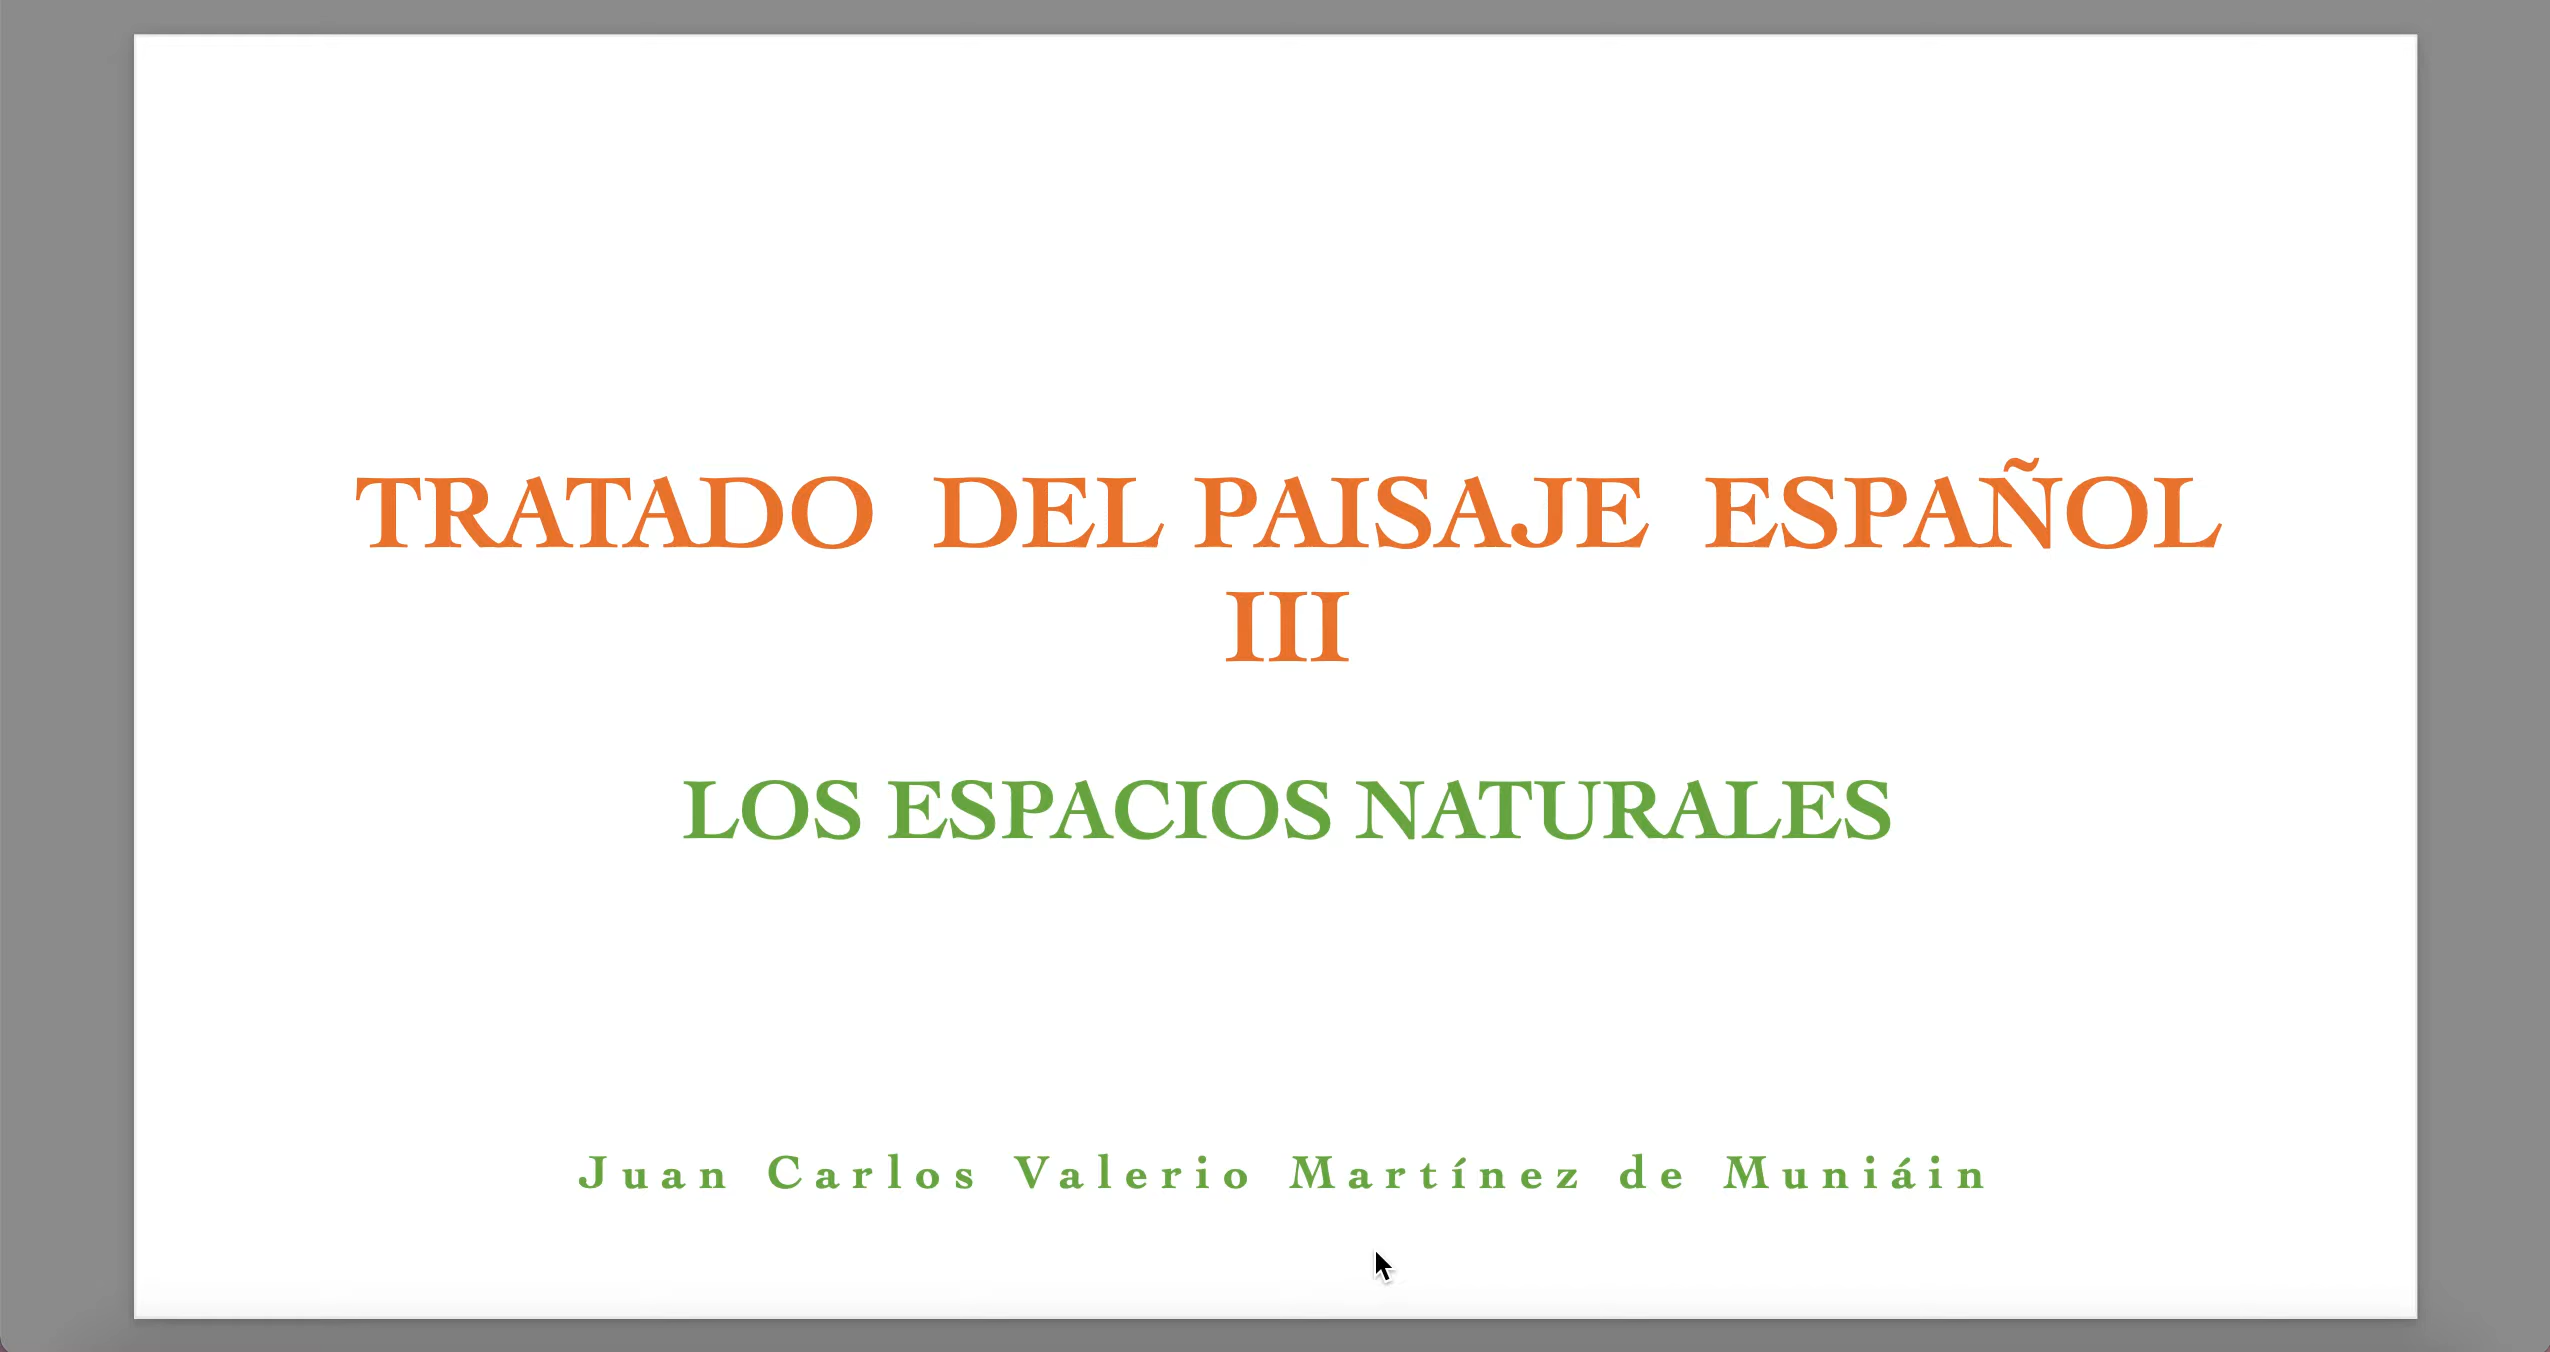 TRATADO DEL PAISAJE ESPAÑOL
III
LOS ESPACIOS NATURALES
Juan Carlos Valerio Martínez de Muniáin